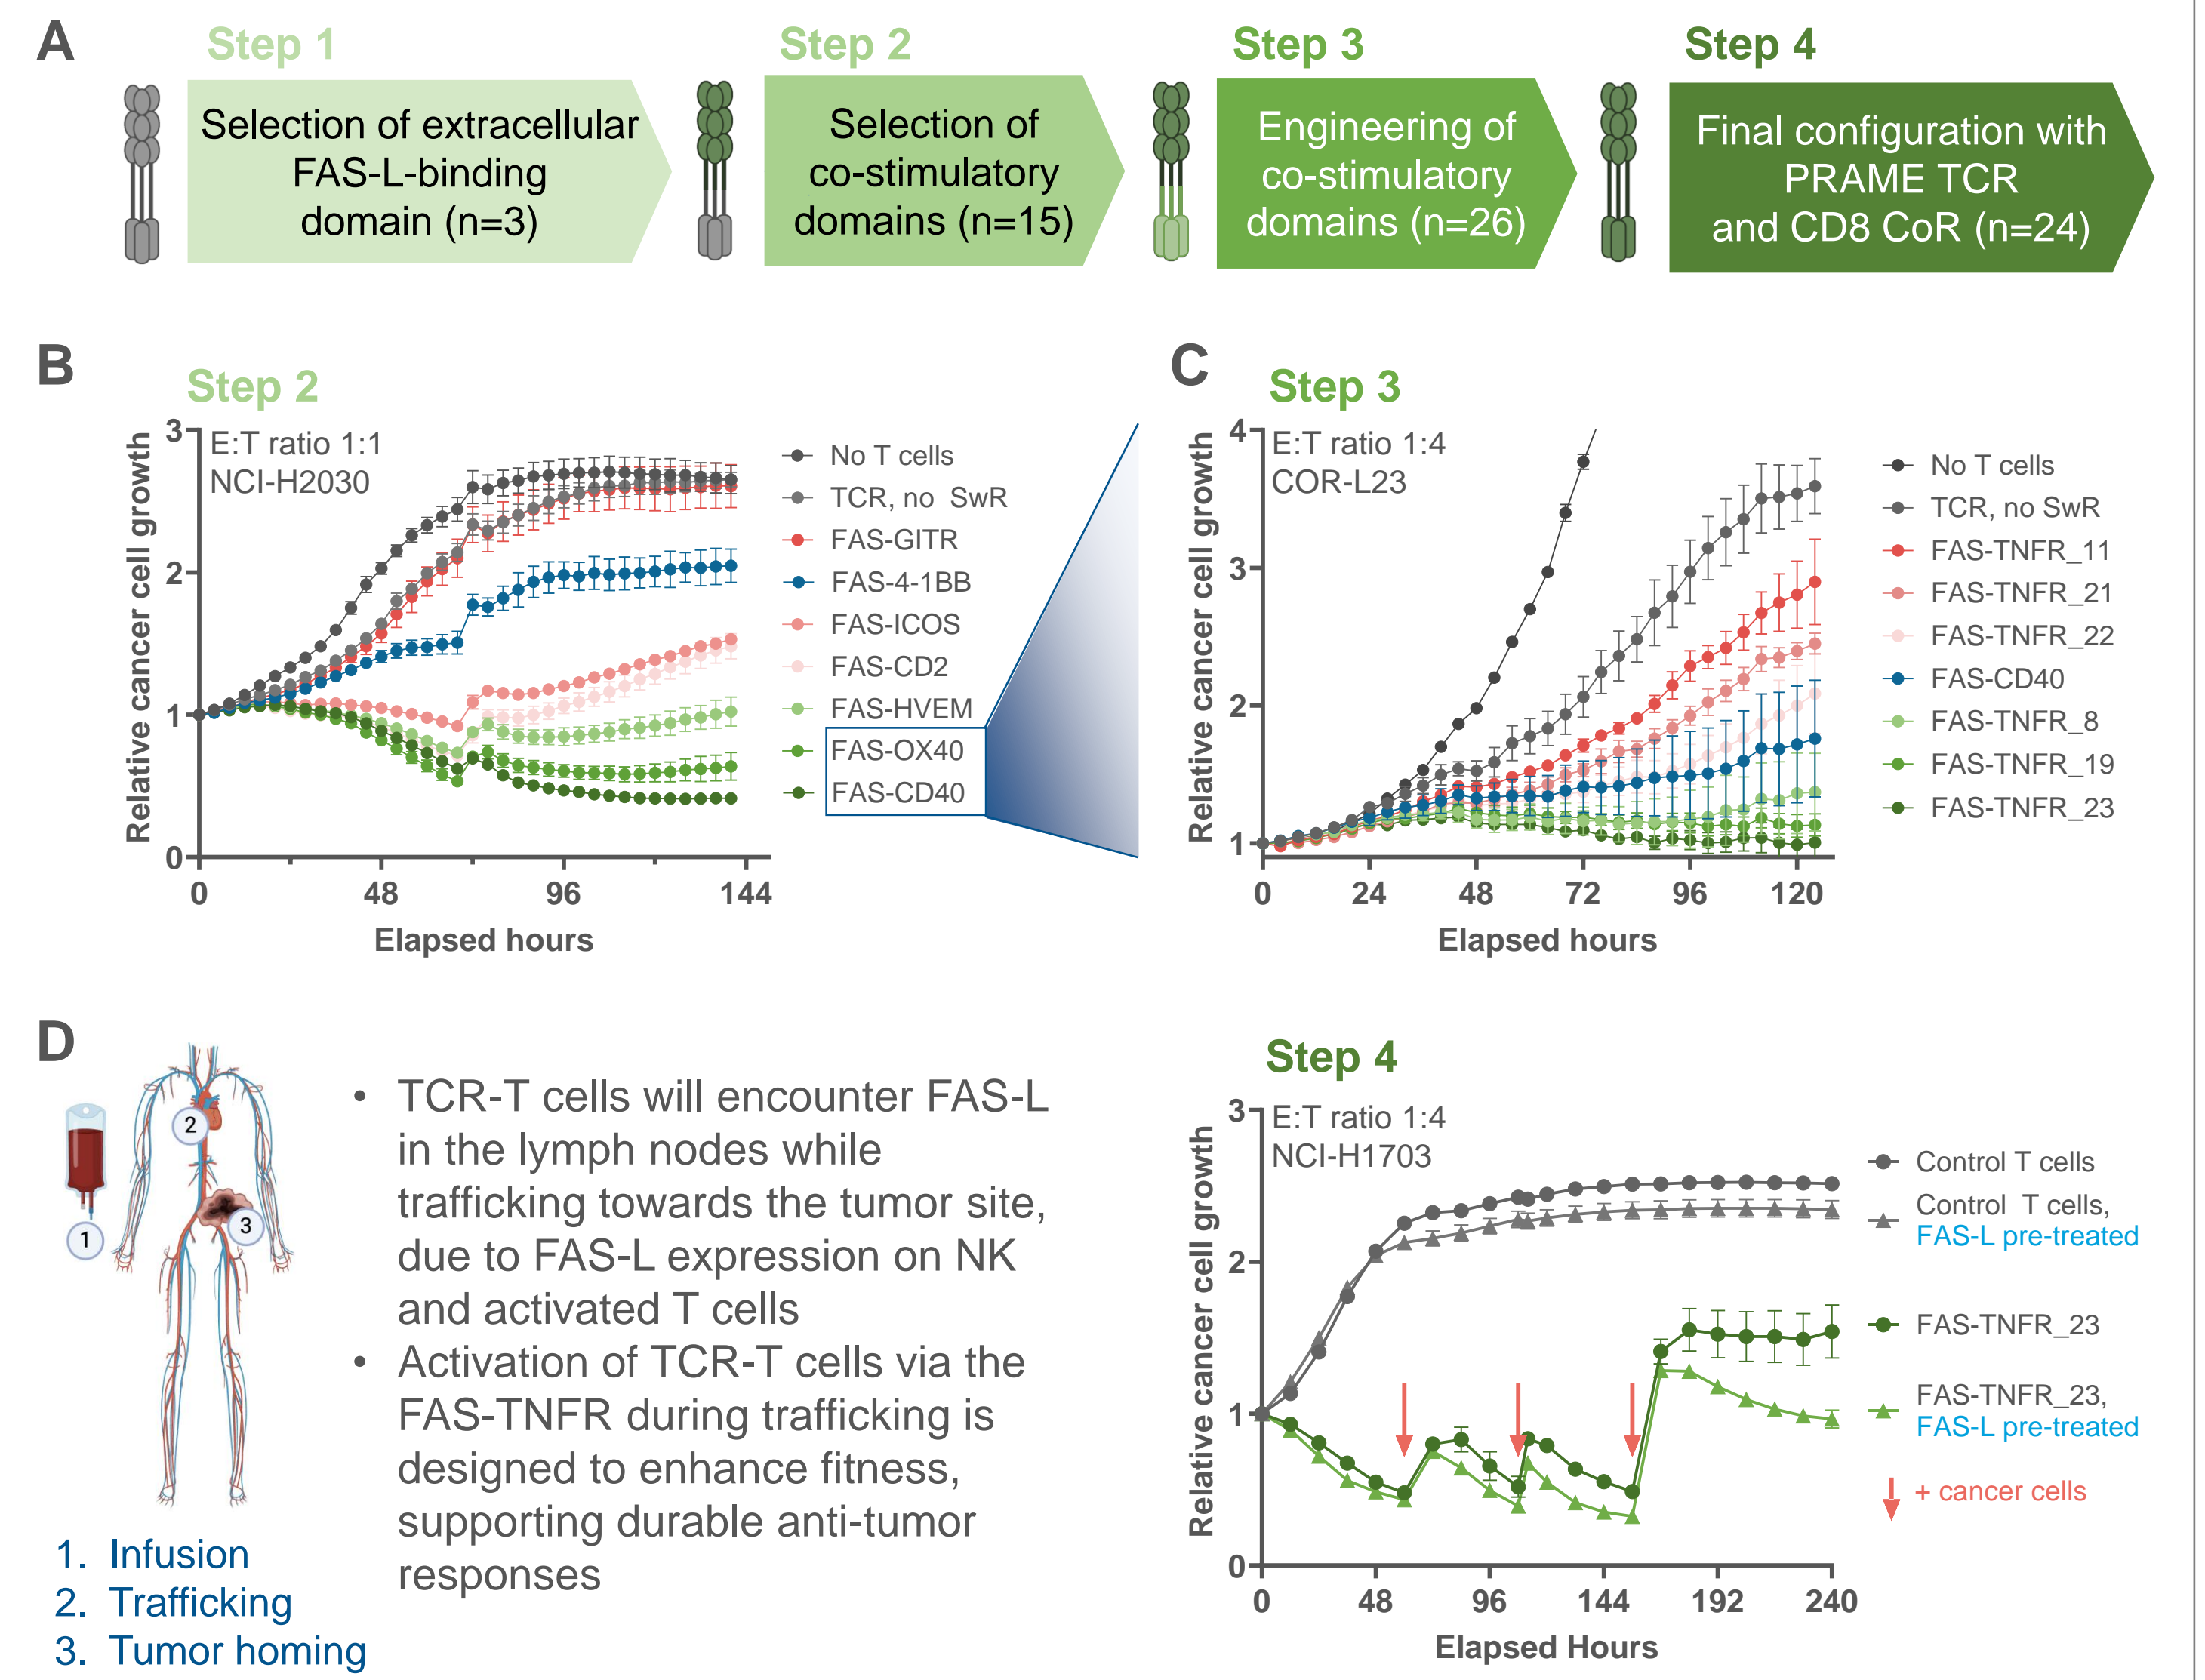 A
Step 1
Selection of extracellular
FAS-L-binding
domain (n=3)
Step 2
Selection of
co-stimulatory
domains (n=15)
Step 3
Engineering of
co-stimulatory
domains (n=26)
Step 4
Final configuration with
PRAME TCR
and CD8 CoR (n=24)
B
Step 2
E:T ratio 1:1
NCI-H2030
Relative cancer cell growth
3
2
1
0
0
48
96
144
Elapsed hours
No T cells
TCR, no SwR
FAS-GITR
FAS-4-1BB
FAS-ICOS
FAS-CD2
FAS-HVEM
FAS-OX40
FAS-CD40
C
Step 3
E:T ratio 1:4
COR-L23
Relative cancer cell growth
4
3
2
1
0
24
48
72
96
120
Elapsed hours
No T cells
TCR, no SwR
FAS-TNFR_11
FAS-TNFR_21
FAS-TNFR_22
FAS-CD40
FAS-TNFR_8
FAS-TNFR_19
FAS-TNFR_23
D
1
2
3
1. Infusion
2. Trafficking
3. Tumor homing
• TCR-T cells will encounter FAS-L
in the lymph nodes while
trafficking towards the tumor site,
due to FAS-L expression on NK
and activated T cells
• Activation of TCR-T cells via the
FAS-TNFR during trafficking is
designed to enhance fitness,
supporting durable anti-tumor
responses
Step 4
E:T ratio 1:4
NCI-H1703
Relative cancer cell growth
3
2
1
0
0
48
96
144
192
240
Elapsed Hours
Control T cells
Control T cells,
FAS-L pre-treated
FAS-TNFR_23
FAS-TNFR_23,
FAS-L pre-treated
+ cancer cells